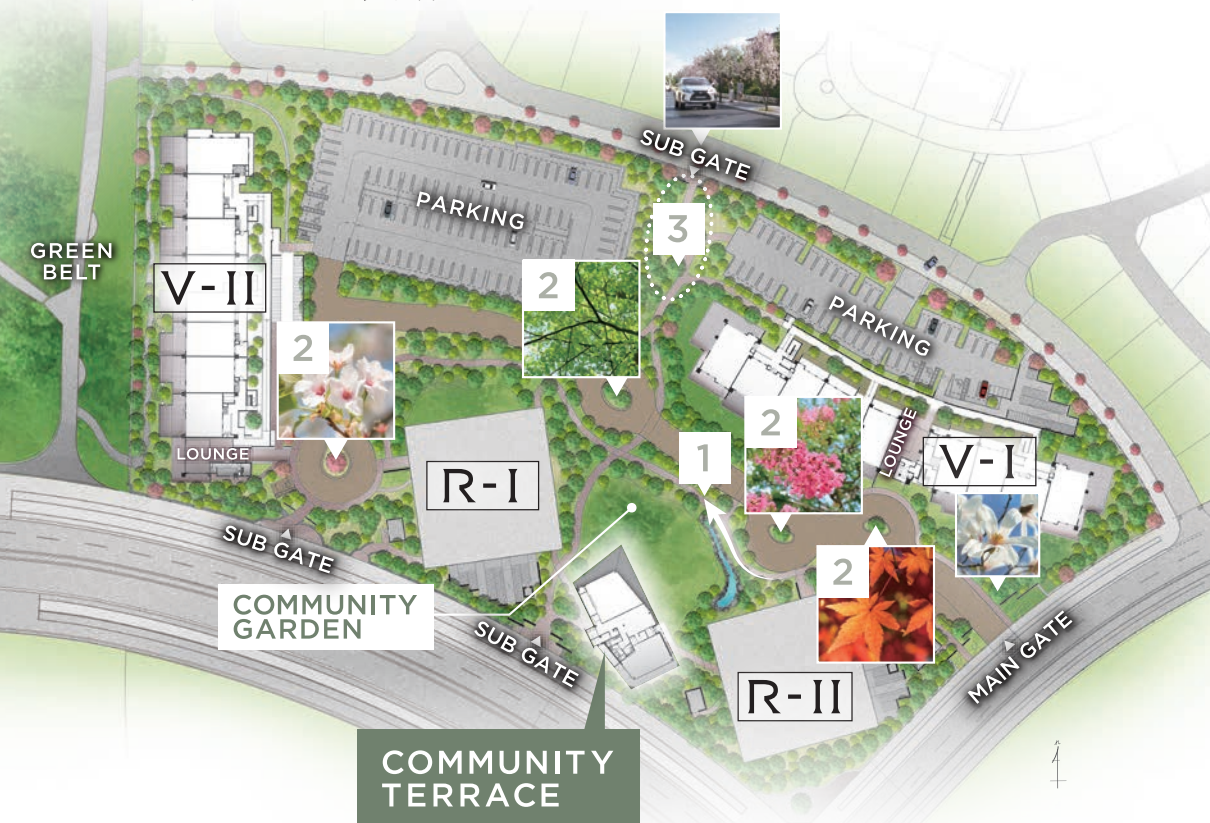 SUB GATE
PARKING
3
GREEN
BELT
V-II
2
PARKING
2
2
LOUNGE
1
LOUNGE
V-I
R-I
SUB GATE
2
COMMUNITY
GARDEN
SUB GATE
MAIN GATE
R-II
COMMUNITY
TERRACE